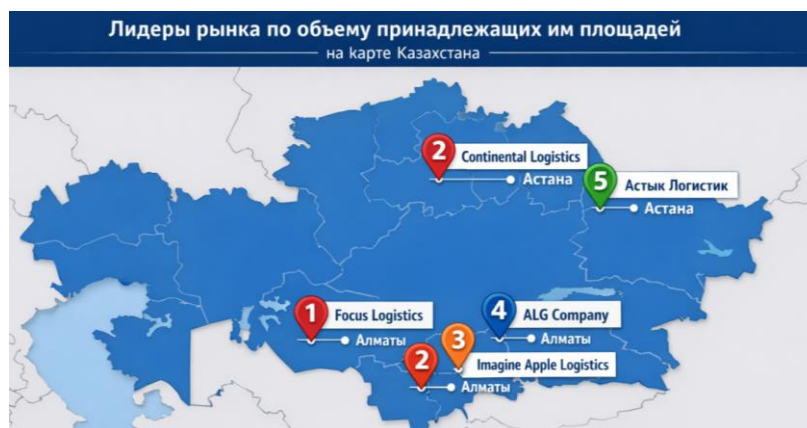 Лидеры рынка по объему принадлежащих им площадей
на карте Казахстана
2 Continental Logistics
Астана
5 Астык Логистик
Астана
1 Focus Logistics
Алматы
4 ALG Company
Алматы
3 Imagine Apple Logistics
2 Алматы